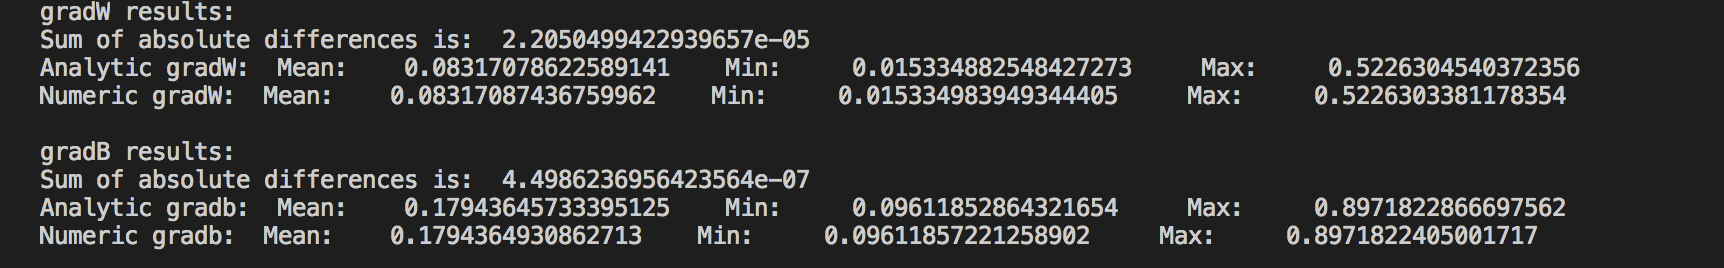 gradW results:
Sum of absolute differences is: 2.2050499422939657e-05
Analytic gradW: Mean: 0.08317078622589141 Min: 0.015334882548427273 Max: 0.5226304540372356
Numeric gradW: Mean: 0.08317087436759962 Min: 0.015334983949344405 Max: 0.5226303381178354
gradB results:
Sum of absolute differences is: 4.4986236956423564e-07
Analytic gradb: Mean: 0.17943645733395125 Min: 0.09611852864321654 Max: 0.8971822866697562
Numeric gradb: Mean: 0.1794364930862713 Min: 0.09611857221258902 Max: 0.8971822405001717